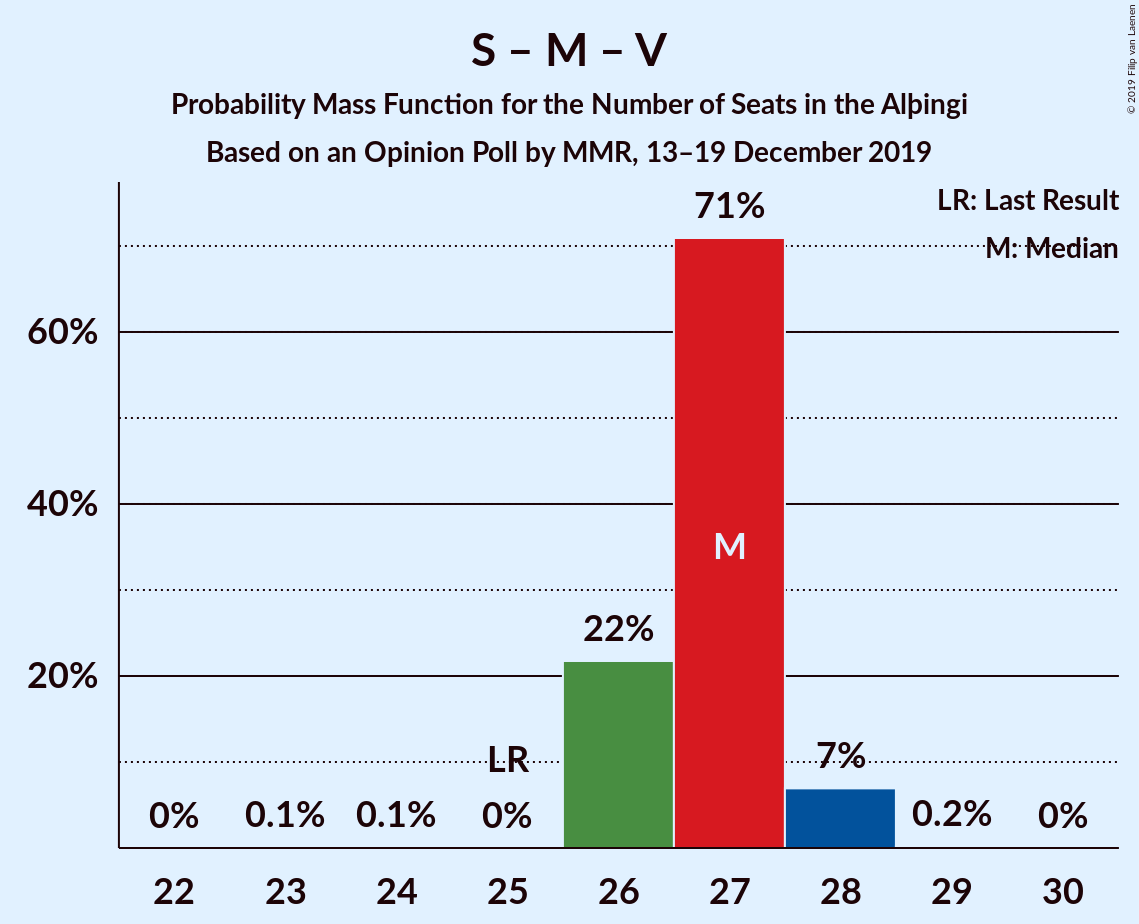 S – M – V
Probability Mass Function for the Number of Seats in the Alþingi
Based on an Opinion Poll by MMR, 13–19 December 2019
© 2019 Filip van Laenen
LR: Last Result
M: Median
71%
60%
40%
M
22%
20%
LR
7%
0%
0.1%
0.1%
0%
0.2%
0%
22 23 24 25 26 27 28 29 30